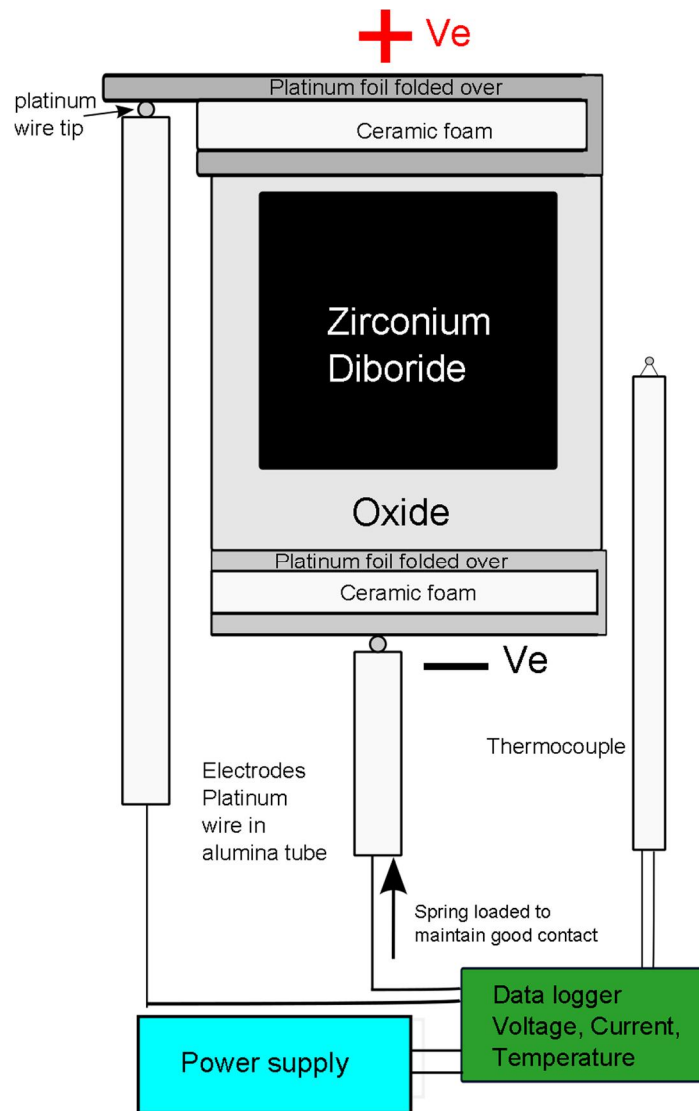 + Ve
Platinum foil folded over
platinum
wire tip
Ceramic foam
Zirconium
Diboride
Oxide
Platinum foil folded over
Ceramic foam
— Ve
Thermocouple
Electrodes
Platinum
wire in
alumina tube
Spring loaded to
maintain good contact
Data logger
Voltage, Current,
Temperature
Power supply